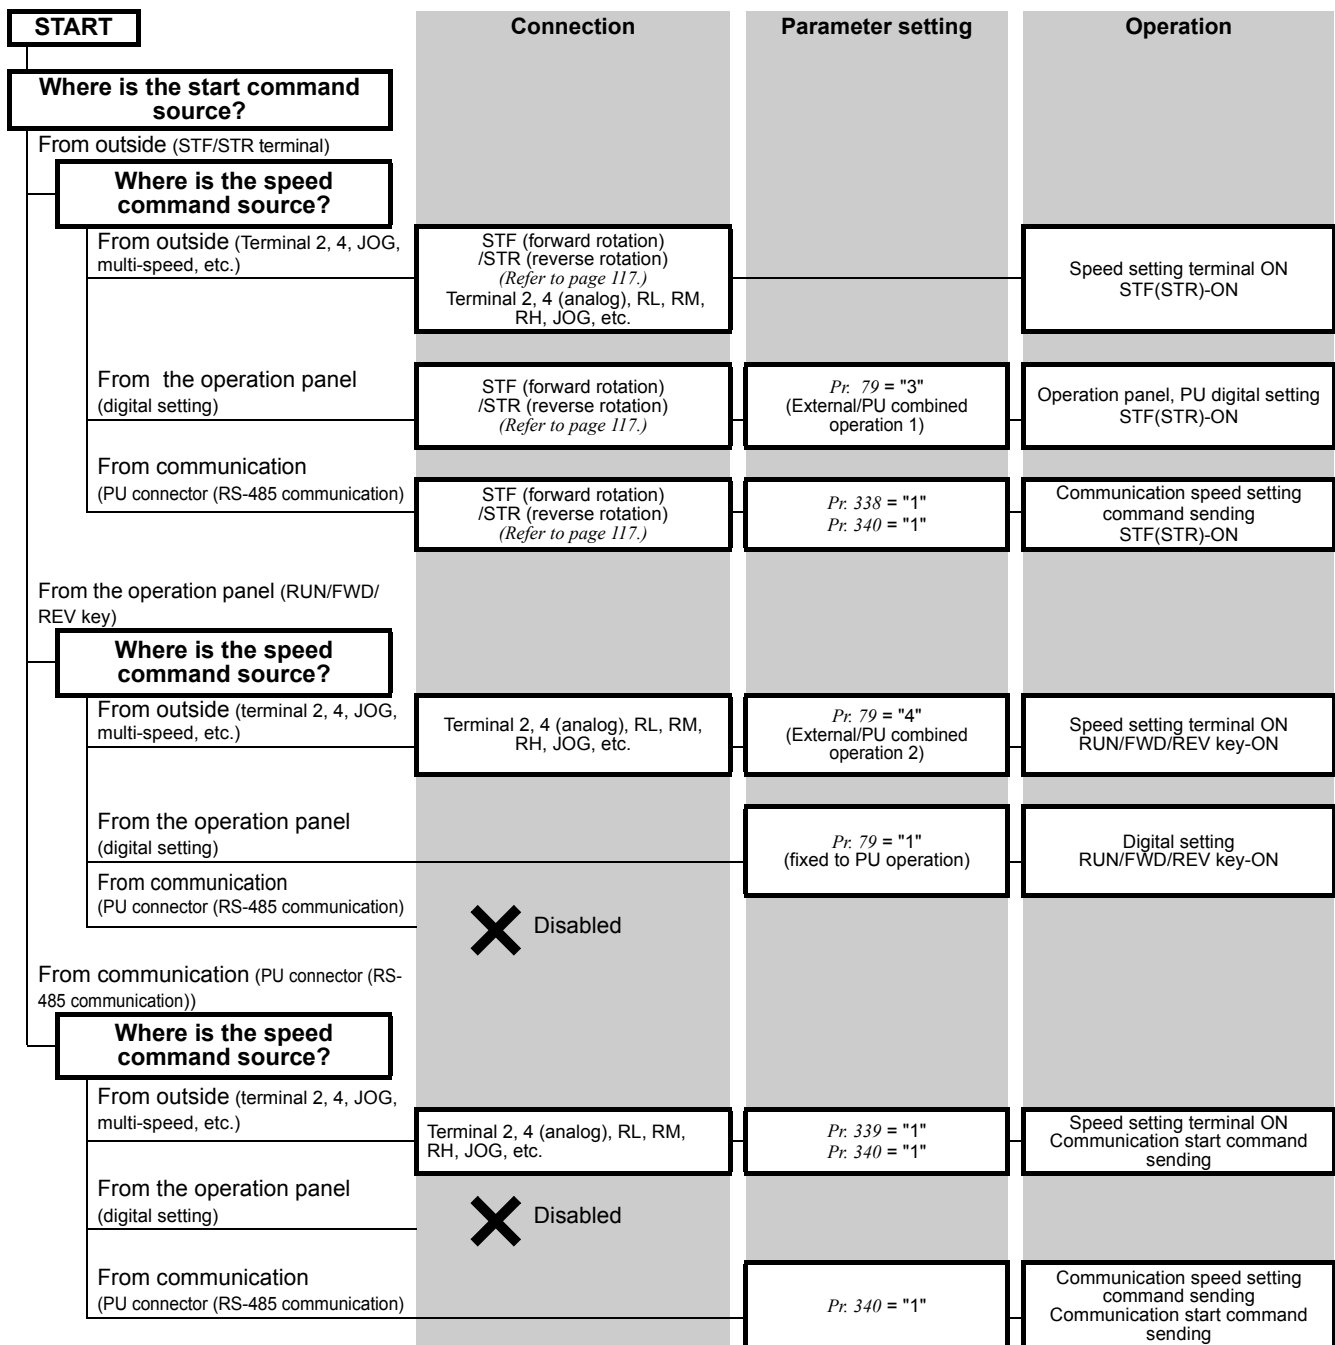 START
Connection
Parameter setting
Operation
Where is the start command
source?
From outside (STF/STR terminal)
Where is the speed
command source?
From outside (Terminal 2, 4, JOG,
multi-speed, etc.)
STF (forward rotation)
/STR (reverse rotation)
(Refer to page 117.)
Terminal 2, 4 (analog), RL, RM,
RH, JOG, etc.
Speed setting terminal ON
STF(STR)-ON
From the operation panel
(digital setting)
STF (forward rotation)
/STR (reverse rotation)
(Refer to page 117.)
Pr. 79 = "3"
(External/PU combined
operation 1)
Operation panel, PU digital setting
STF(STR)-ON
From communication
(PU connector (RS-485 communication)
STF (forward rotation)
/STR (reverse rotation)
(Refer to page 117.)
Pr. 338 = "1"
Pr. 340 = "1"
Communication speed setting
command sending
STF(STR)-ON
From the operation panel (RUN/FWD/
REV key)
Where is the speed
command source?
From outside (terminal 2, 4, JOG,
multi-speed, etc.)
Terminal 2, 4 (analog), RL, RM,
RH, JOG, etc.
Pr. 79 = "4"
(External/PU combined
operation 2)
Speed setting terminal ON
RUN/FWD/REV key-ON
From the operation panel
(digital setting)
Pr. 79 = "1"
(fixed to PU operation)
Digital setting
RUN/FWD/REV key-ON
From communication
(PU connector (RS-485 communication)
Disabled
From communication (PU connector (RS-
485 communication))
Where is the speed
command source?
From outside (terminal 2, 4, JOG,
multi-speed, etc.)
Terminal 2, 4 (analog), RL, RM,
RH, JOG, etc.
Pr. 339 = "1"
Pr. 340 = "1"
Speed setting terminal ON
Communication start command
sending
From the operation panel
(digital setting)
Disabled
From communication
(PU connector (RS-485 communication)
Pr. 340 = "1"
Communication speed setting
command sending
Communication start command
sending